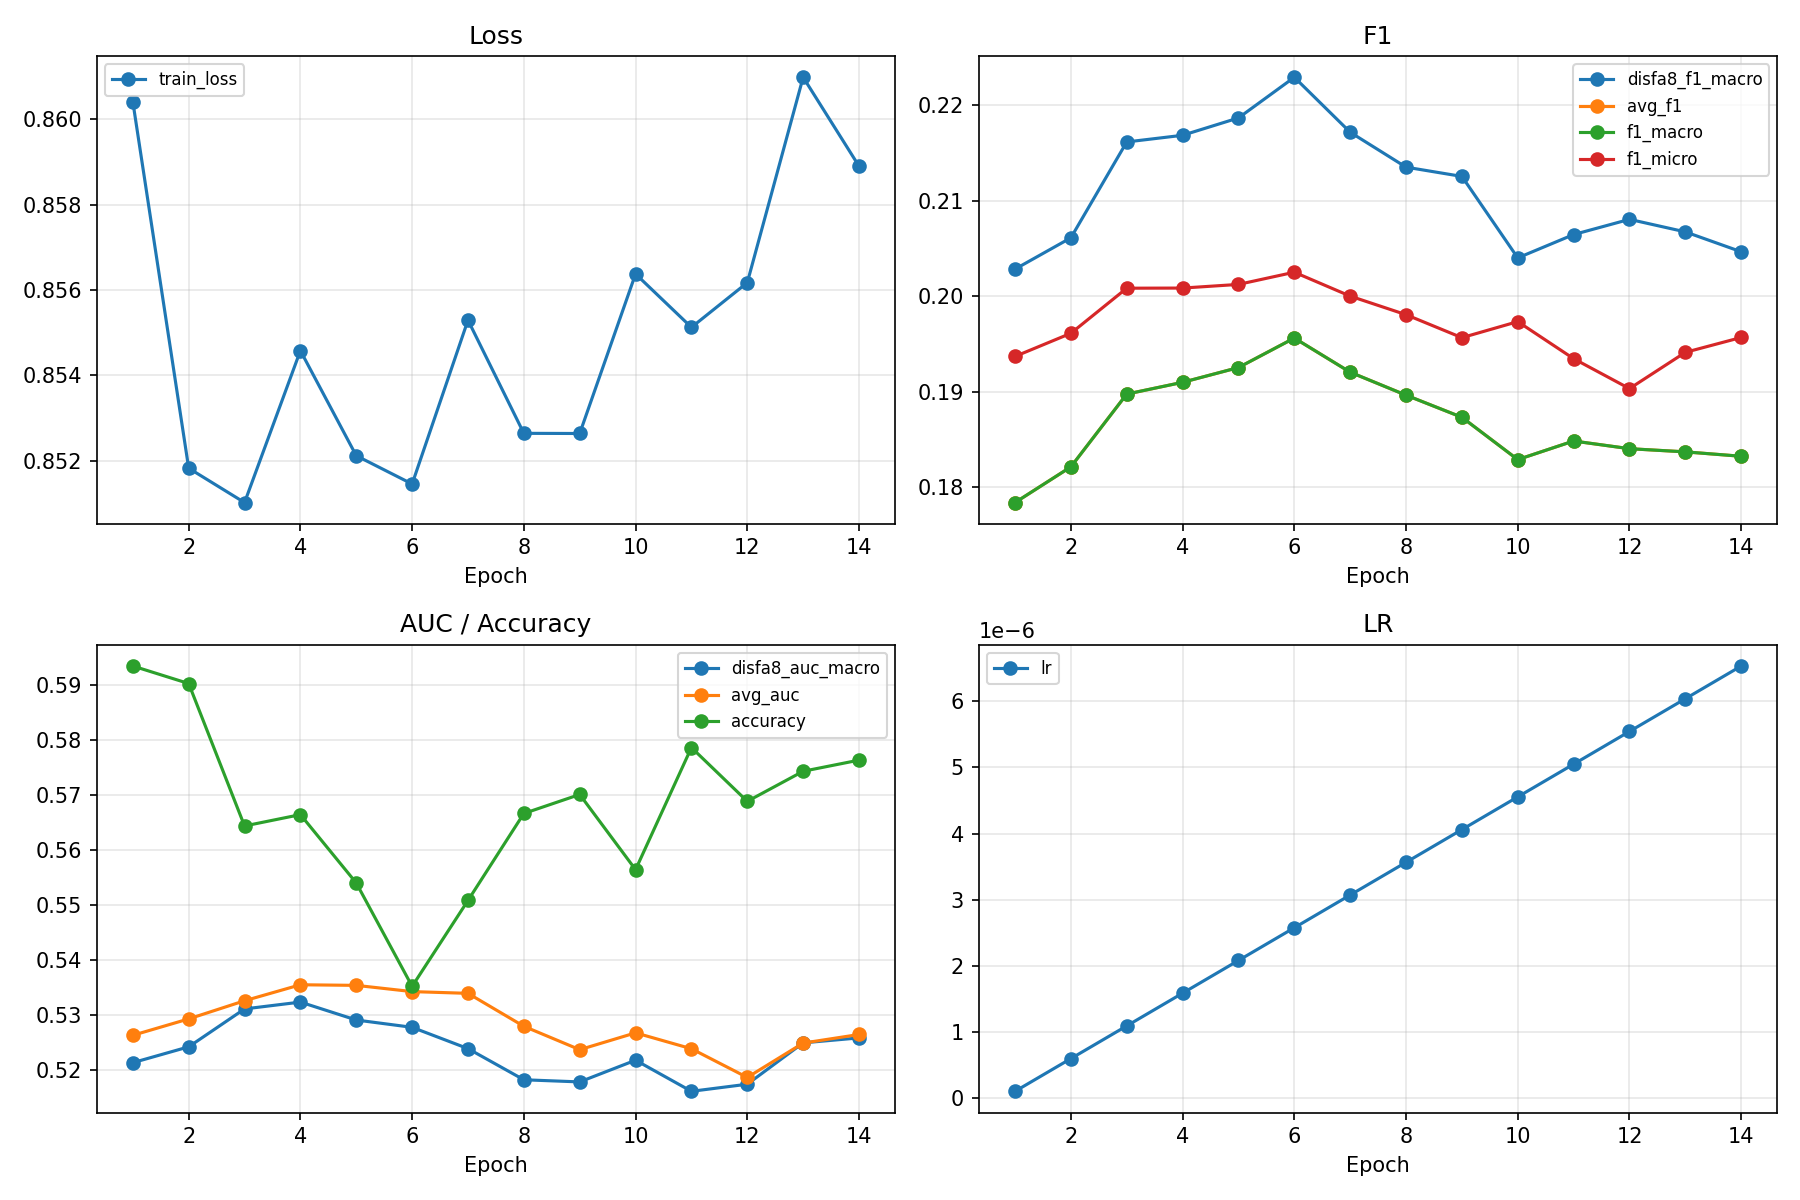 Loss
train_loss
0.860
0.858
0.856
0.854
0.852
2 4 6 8 10 12 14
Epoch
F1
disfa8_f1_macro
avg_f1
f1_macro
f1_micro
0.22
0.21
0.20
0.19
0.18
2 4 6 8 10 12 14
Epoch
AUC / Accuracy
disfa8_auc_macro
avg_auc
accuracy
0.59
0.58
0.57
0.56
0.55
0.54
0.53
0.52
2 4 6 8 10 12 14
Epoch
LR
1e−6
lr
6
5
4
3
2
1
0
2 4 6 8 10 12 14
Epoch